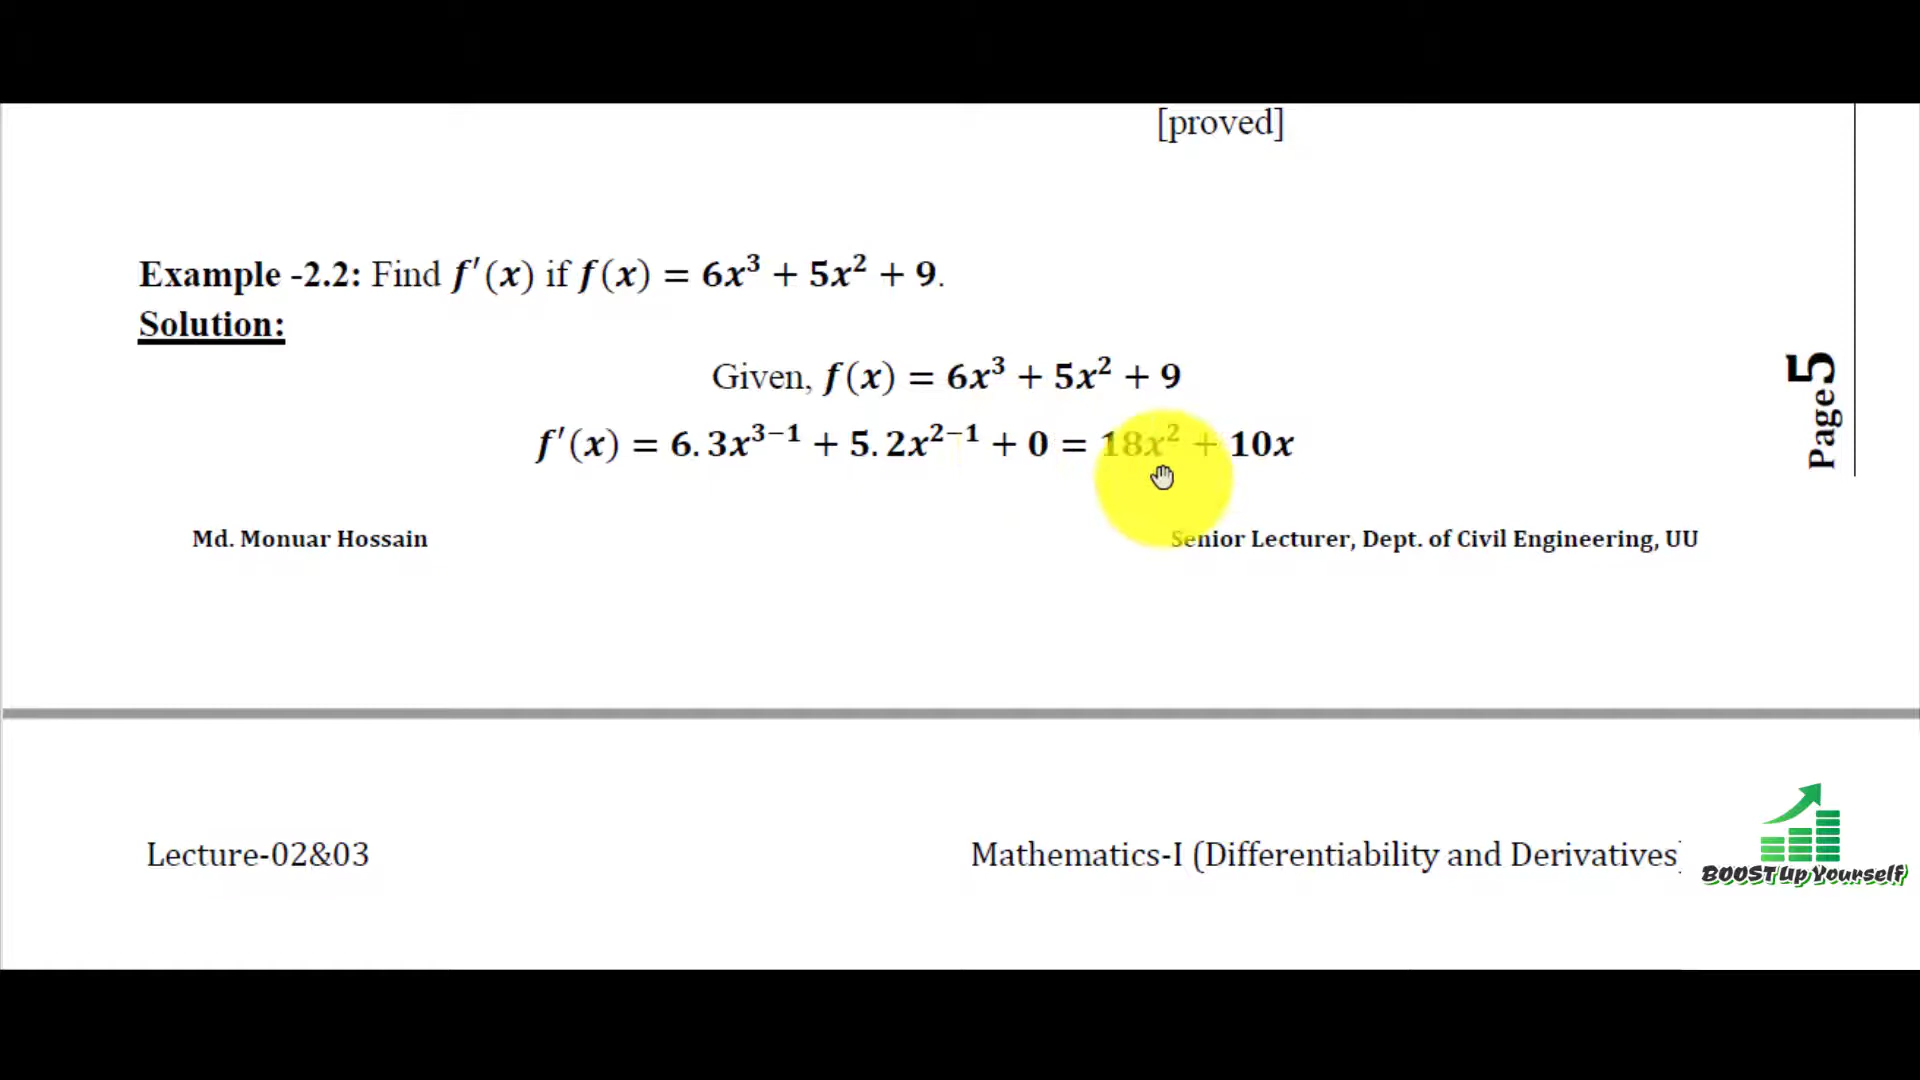 [proved]
Example -2.2: Find f′(x) if f(x) = 6x³ + 5x² + 9.
Solution:
Given, f(x) = 6x³ + 5x² + 9
f′(x) = 6.3x³⁻¹ + 5.2x²⁻¹ + 0 = 18x² + 10x
Page 5
Md. Monuar Hossain Senior Lecturer, Dept. of Civil Engineering, UU
Lecture-02&03 Mathematics-I (Differentiability and Derivatives)
BOOST Up Yourself